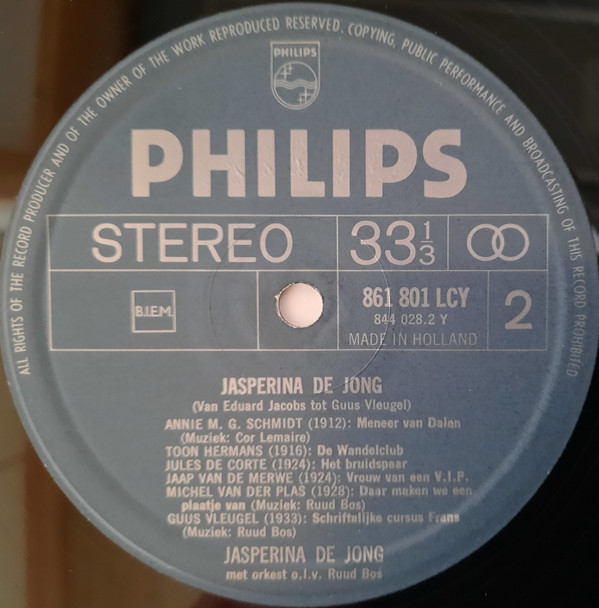 ALL RIGHTS OF THE RECORD PRODUCER AND OF THE OWNER OF THE WORK REPRODUCED RESERVED. COPYING, PUBLIC PERFORMANCE AND BROADCASTING OF THIS RECORD PROHIBITED
PHILIPS
PHILIPS
STEREO
33 1/3
B.I.E.M.
861 801 LCY
844 028.2 Y
MADE IN HOLLAND
2
JASPERINA DE JONG
(Van Eduard Jacobs tot Guus Vleugel)
ANNIE M. G. SCHMIDT (1912): Meneer van Dalen
(Muziek: Cor Lemaire)
TOON HERMANS (1916): De Wandelclub
JULES DE CORTE (1924): Het bruidspaar
JAAP VAN DE MERWE (1924): Vrouw van een V.I.P.
MICHEL VAN DER PLAS (1928): Daar maken we een
plaatje van (Muziek: Ruud Bos)
GUUS VLEUGEL (1933): Schriftelijke cursus Frans
(Muziek: Ruud Bos)
JASPERINA DE JONG
met orkest o.l.v. Ruud Bos